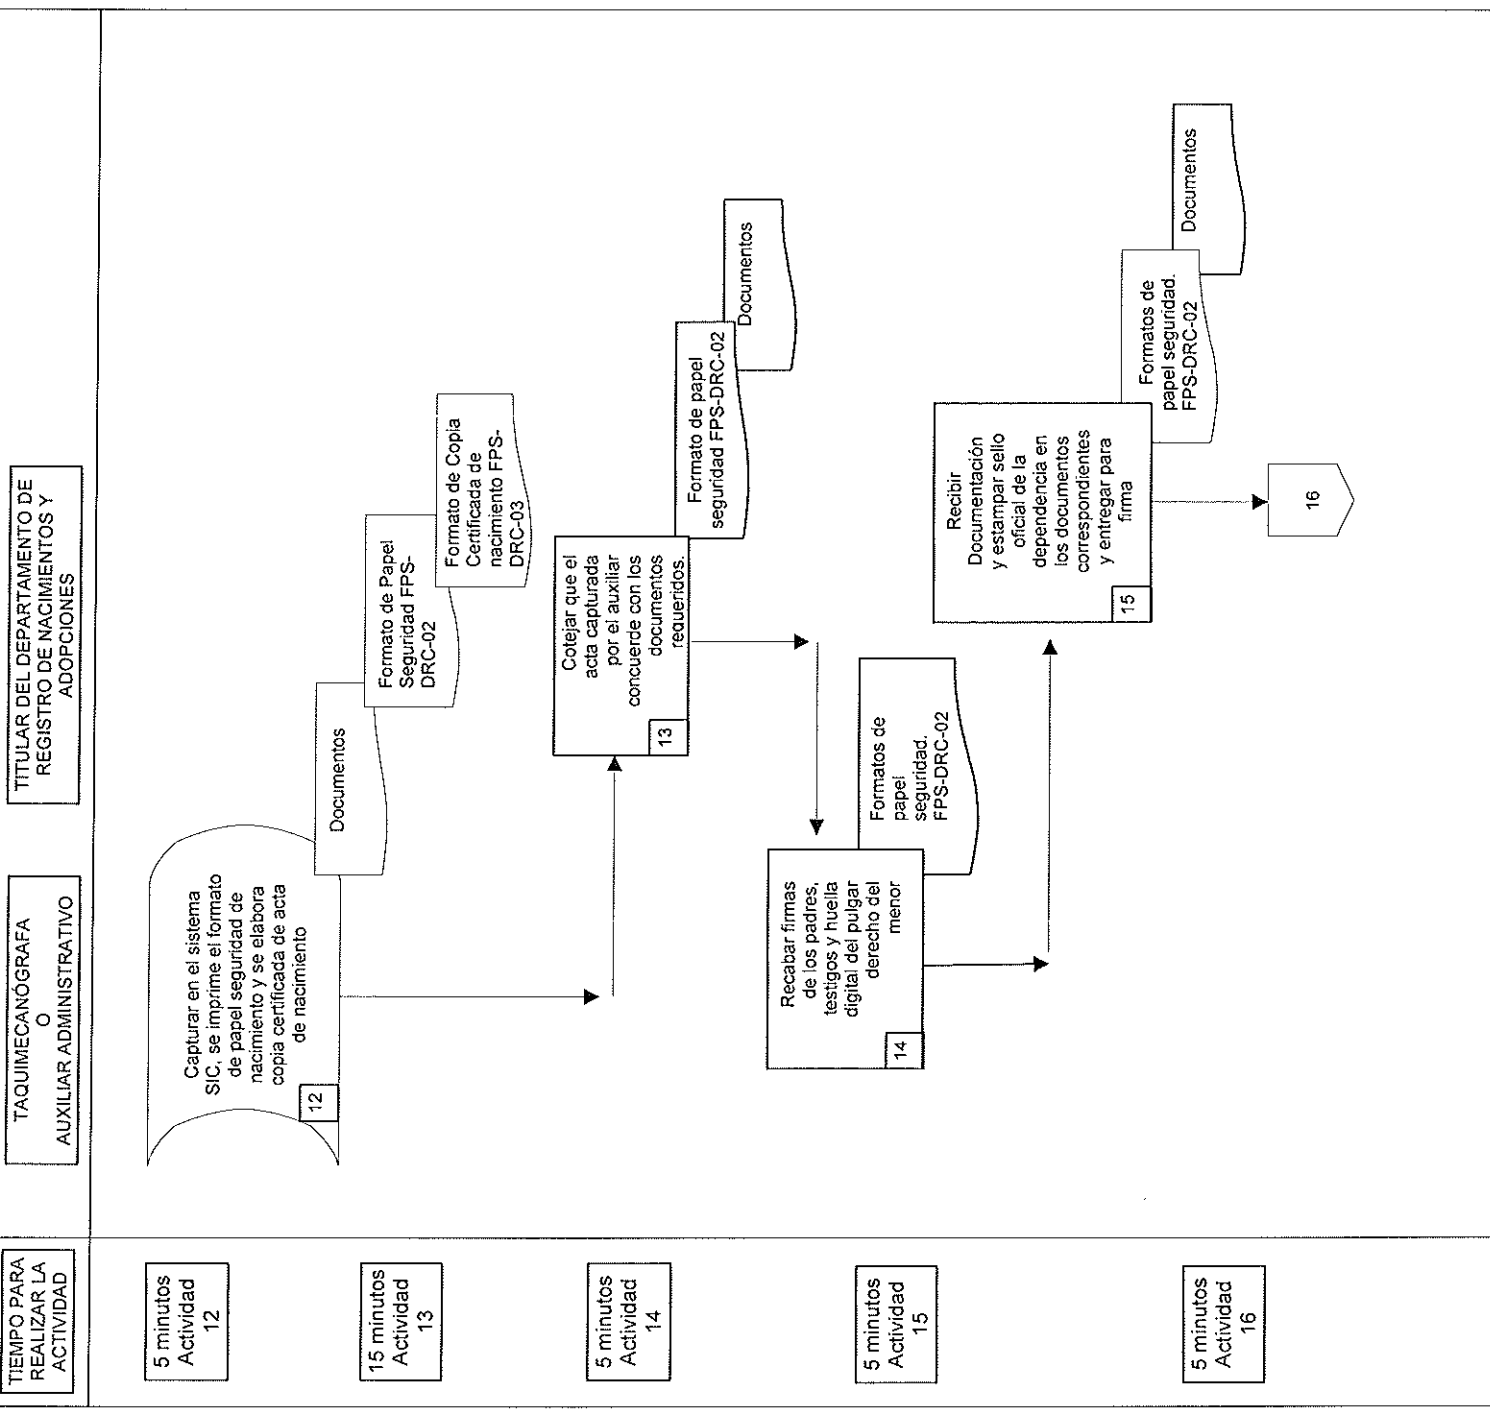 TIEMPO PARA
REALIZAR LA
ACTIVIDAD
TAQUIMECANÓGRAFA
O
AUXILIAR ADMINISTRATIVO
TITULAR DEL DEPARTAMENTO DE
REGISTRO DE NACIMIENTOS Y
ADOPCIONES
5 minutos
Actividad
12
Capturar en el sistema
SIC, se imprime el formato
de papel seguridad de
nacimiento y se elabora
copia certificada de acta
de nacimiento
12
Documentos
Formato de Papel
Seguridad FPS-
DRC-02
Formato de Copia
Certificada de
nacimiento FPS-
DRC-03
15 minutos
Actividad
13
Cotejar que el
acta capturada
por el auxiliar
concuerde con los
documentos
requeridos.
13
Formato de papel
seguridad FPS-DRC-02
Documentos
5 minutos
Actividad
14
Recabar firmas
de los padres,
testigos y huella
digital del pulgar
derecho del
menor
14
Formatos de
papel
seguridad.
FPS-DRC-02
5 minutos
Actividad
15
Recibir
Documentación
y estampar sello
oficial de la
dependencia en
los documentos
correspondientes
y entregar para
firma
15
Formatos de
papel seguridad.
FPS-DRC-02
Documentos
5 minutos
Actividad
16
16